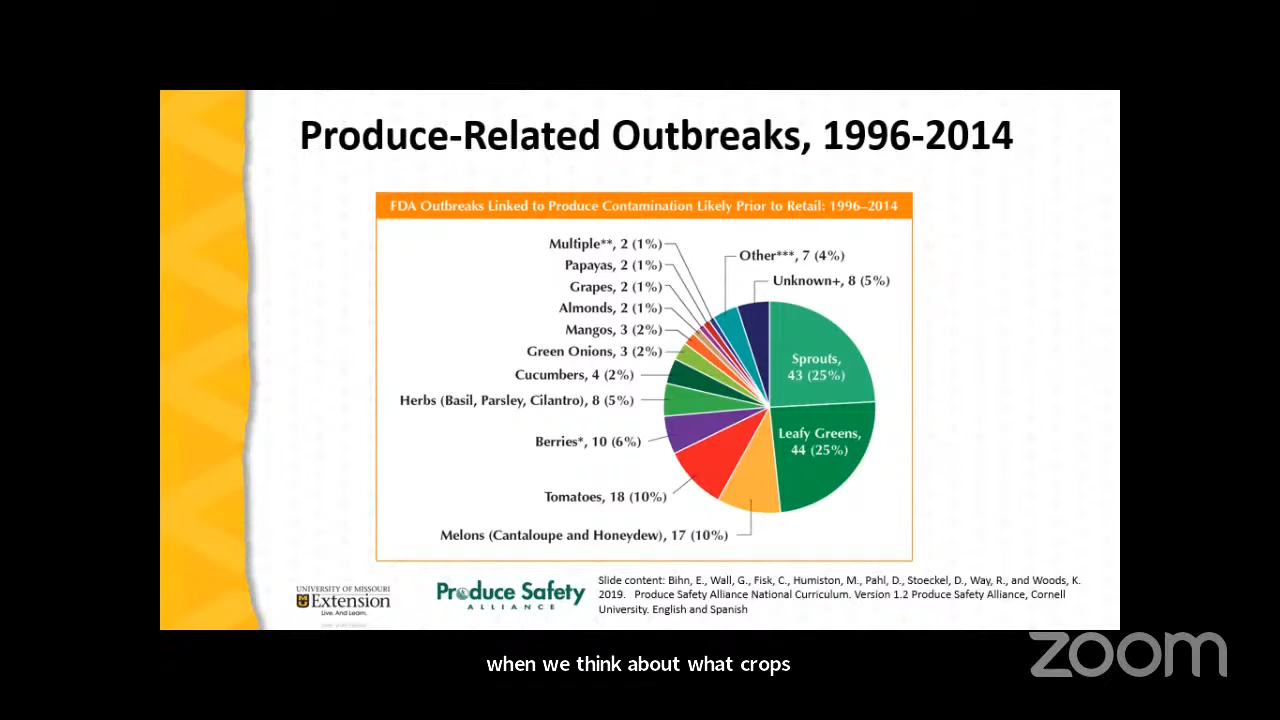 Produce-Related Outbreaks, 1996-2014
FDA Outbreaks Linked to Produce Contamination Likely Prior to Retail: 1996–2014
Multiple**, 2 (1%)
Papayas, 2 (1%)
Grapes, 2 (1%)
Almonds, 2 (1%)
Mangos, 3 (2%)
Green Onions, 3 (2%)
Cucumbers, 4 (2%)
Herbs (Basil, Parsley, Cilantro), 8 (5%)
Berries*, 10 (6%)
Tomatoes, 18 (10%)
Melons (Cantaloupe and Honeydew), 17 (10%)
Other***, 7 (4%)
Unknown+, 8 (5%)
Sprouts,
43 (25%)
Leafy Greens,
44 (25%)
UNIVERSITY OF MISSOURI
Extension
Live. And Learn.
Produce Safety
ALLIANCE
Slide content: Bihn, E., Wall, G., Fisk, C., Humiston, M., Pahl, D., Stoeckel, D., Way, R., and Woods, K.
2019. Produce Safety Alliance National Curriculum. Version 1.2 Produce Safety Alliance, Cornell
University. English and Spanish
zoom
when we think about what crops